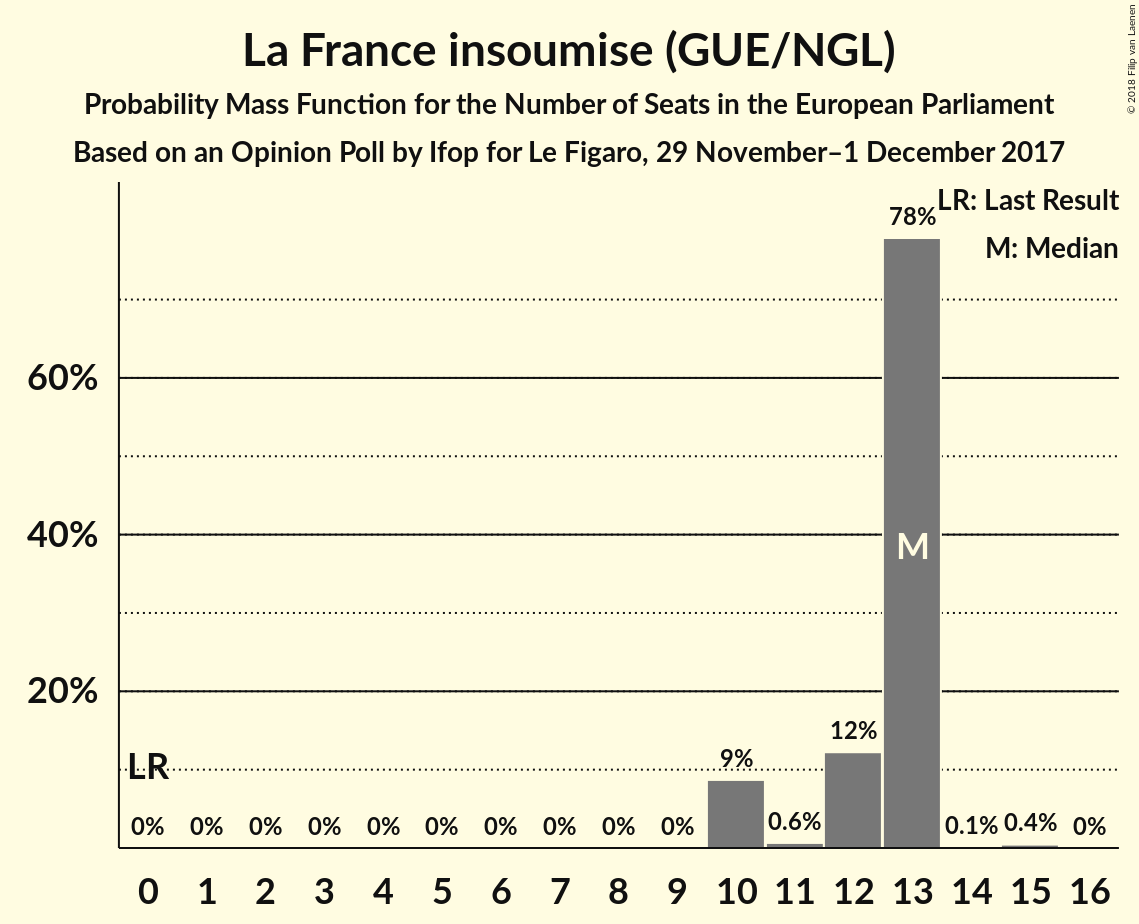 La France insoumise (GUE/NGL)
Probability Mass Function for the Number of Seats in the European Parliament
Based on an Opinion Poll by Ifop for Le Figaro, 29 November–1 December 2017
© 2018 Filip van Laenen
LR: Last Result
M: Median
78%
60%
40%
M
20%
12%
9%
LR
0% 0% 0% 0% 0% 0% 0% 0% 0% 0% 0.6% 0.1% 0.4% 0%
0 1 2 3 4 5 6 7 8 9 10 11 12 13 14 15 16